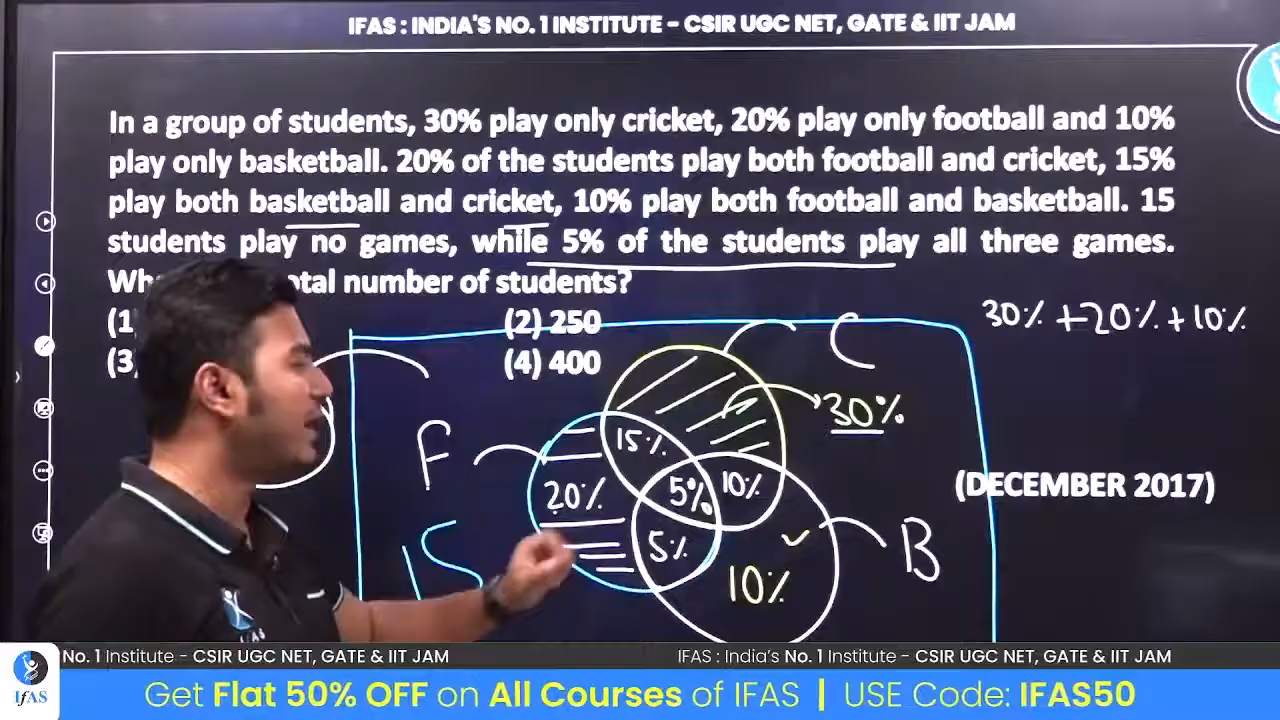 IFAS : INDIA'S NO. 1 INSTITUTE - CSIR UGC NET, GATE & IIT JAM
In a group of students, 30% play only cricket, 20% play only football and 10%
play only basketball. 20% of the students play both football and cricket, 15%
play both basketball and cricket, 10% play both football and basketball. 15
students play no games, while 5% of the students play all three games.
number of students?
(2) 250
(4) 400
30% + 20% + 10%
C
30%
15%
F
20%
5%
10%
(DECEMBER 2017)
15
5%
B
10%
IFAS
No. 1 Institute - CSIR UGC NET, GATE & IIT JAM
IFAS : India's No. 1 Institute - CSIR UGC NET, GATE & IIT JAM
IFAS
Get Flat 50% OFF on All Courses of IFAS | USE Code: IFAS50